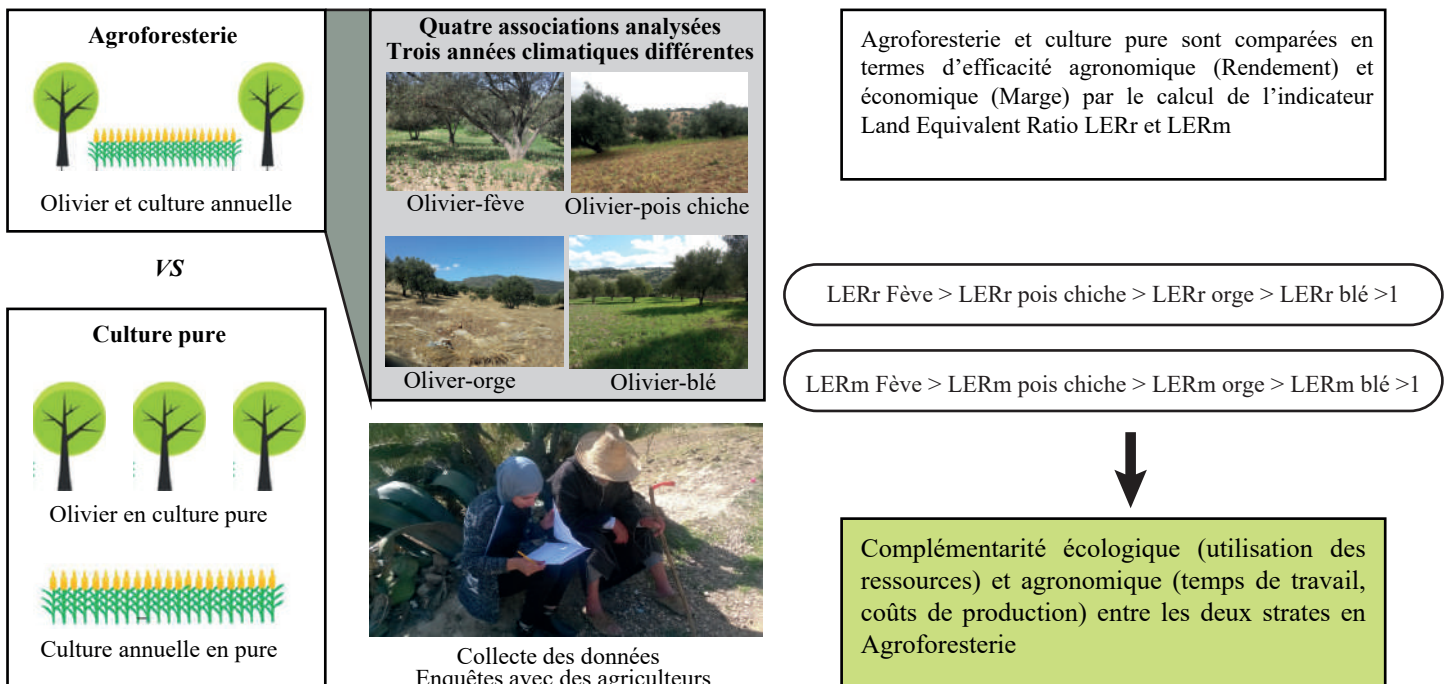 Agroforesterie
Olivier et culture annuelle
VS
Culture pure
Olivier en culture pure
Culture annuelle en pure
Quatre associations analysées
Trois années climatiques différentes
Olivier-fève
Olivier-pois chiche
Oliver-orge
Olivier-blé
Collecte des données
Enquêtes avec des agriculteurs
Agroforesterie et culture pure sont comparées en
termes d’efficacité agronomique (Rendement) et
économique (Marge) par le calcul de l’indicateur
Land Equivalent Ratio LERr et LERm
LERr Fève > LERr pois chiche > LERr orge > LERr blé >1
LERm Fève > LERm pois chiche > LERm orge > LERm blé >1
Complémentarité écologique (utilisation des
ressources) et agronomique (temps de travail,
coûts de production) entre les deux strates en
Agroforesterie